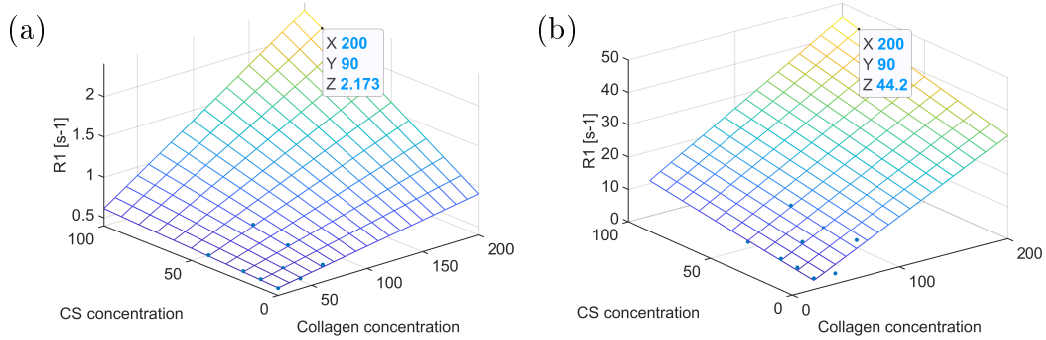 (a)
X 200
Y 90
Z 2.173
2
1.5
1
0.5
R1 [s-1]
100
50
0
CS concentration
50
100
150
200
Collagen concentration
(b)
X 200
Y 90
Z 44.2
50
40
30
20
10
0
R1 [s-1]
100
50
0
CS concentration
0
100
200
Collagen concentration